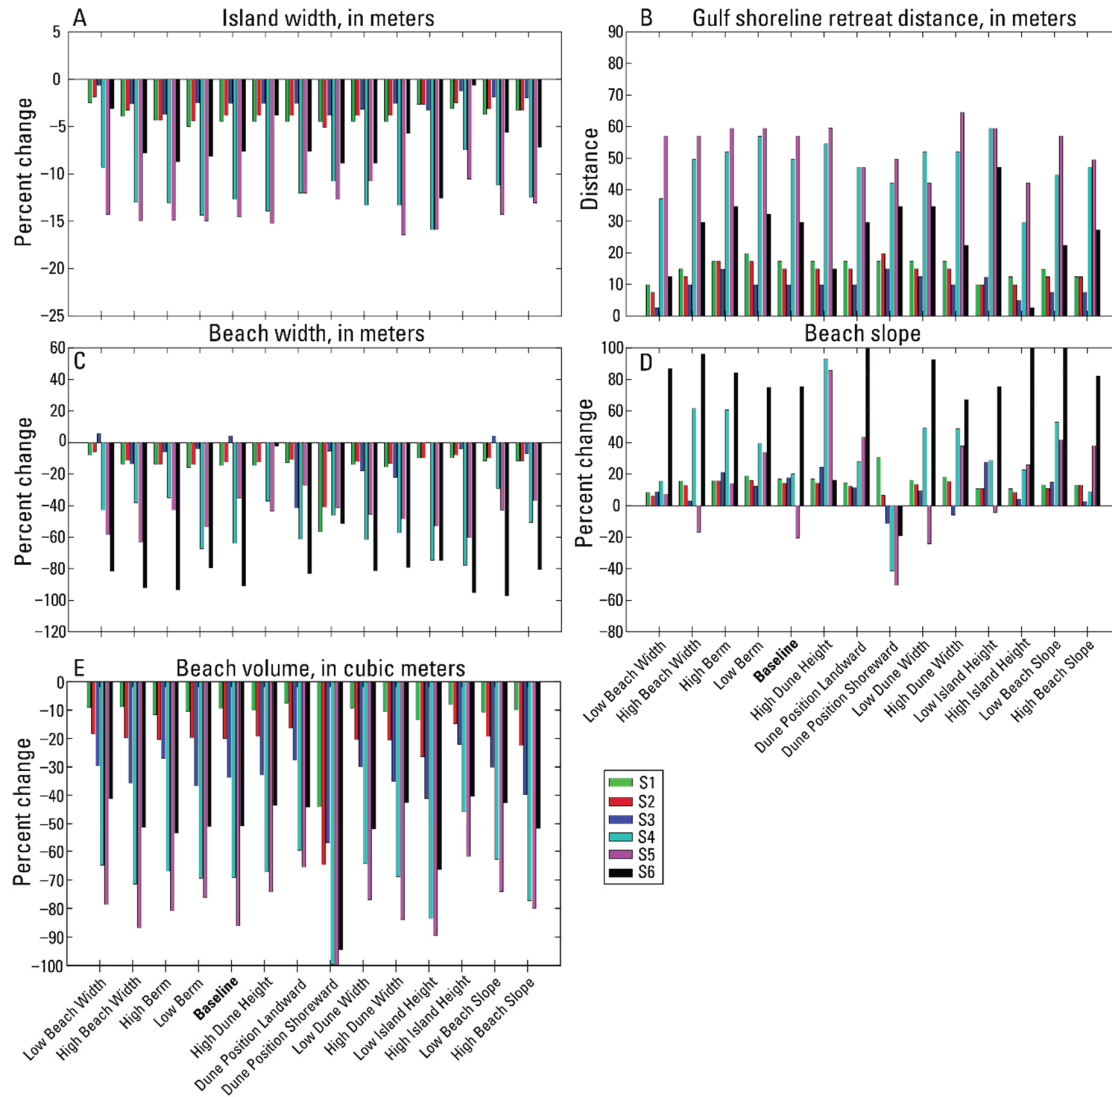 A
Island width, in meters
5
0
−5
−10
−15
−20
−25
Percent change
B
Gulf shoreline retreat distance, in meters
90
80
70
60
50
40
30
20
10
0
Distance
C
Beach width, in meters
60
40
20
0
−20
−40
−60
−80
−100
−120
Percent change
D
Beach slope
100
80
60
40
20
0
−20
−40
−60
−80
Percent change
Low Beach Width
High Beach Width
High Berm
Low Berm
Baseline
High Dune Height
Dune Position Landward
Dune Position Shoreward
Low Dune Width
High Dune Width
Low Island Height
High Island Height
Low Beach Slope
High Beach Slope
E
Beach volume, in cubic meters
0
−10
−20
−30
−40
−50
−60
−70
−80
−90
−100
Percent change
Low Beach Width
High Beach Width
High Berm
Low Berm
Baseline
High Dune Height
Dune Position Landward
Dune Position Shoreward
Low Dune Width
High Dune Width
Low Island Height
High Island Height
Low Beach Slope
High Beach Slope
S1
S2
S3
S4
S5
S6